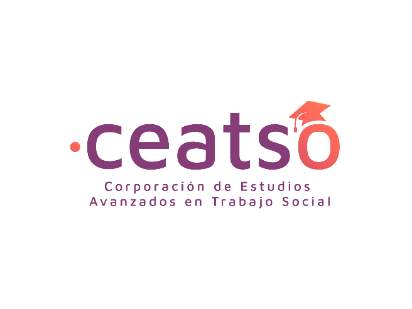 ceatso
Corporación de Estudios
Avanzados en Trabajo Social